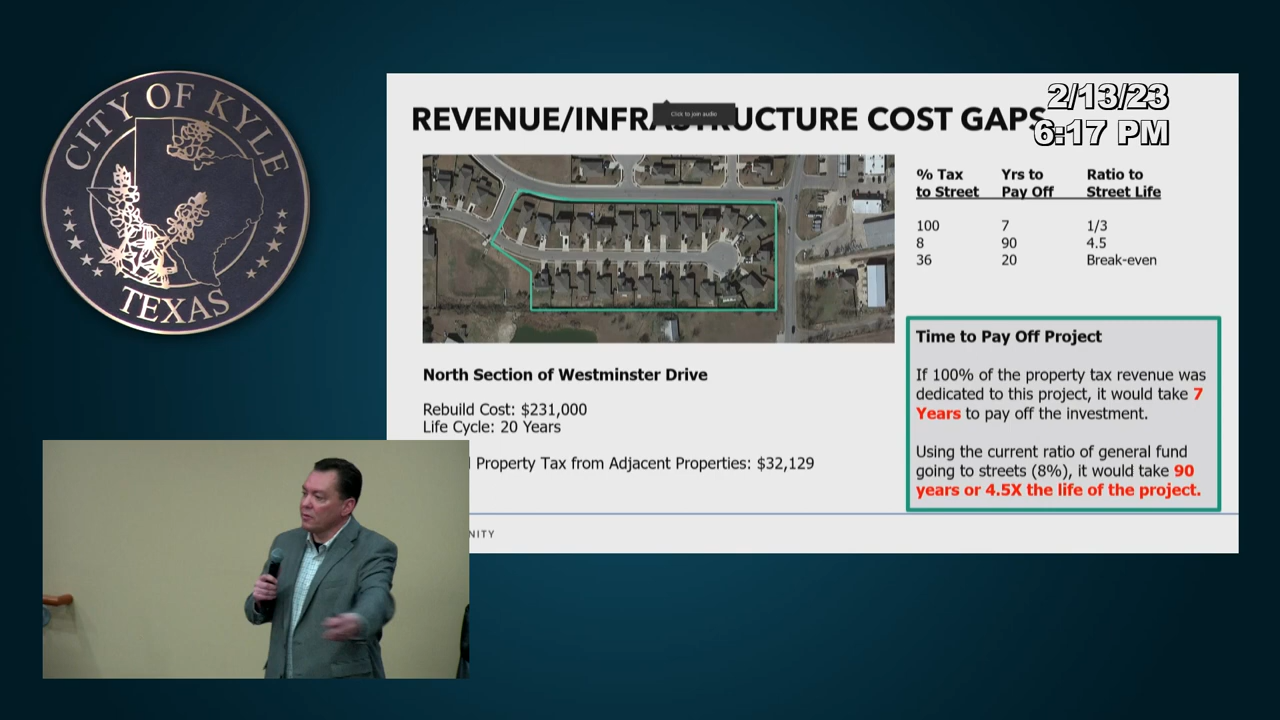 CITY OF KYLE
TEXAS
REVENUE/INFRASTRUCTURE COST GAPS
Click to join audio
2/13/23
6:17 PM
% Tax to Street Yrs to Pay Off Ratio to Street Life
100 7 1/3
8 90 4.5
36 20 Break-even
North Section of Westminster Drive
Rebuild Cost: $231,000
Life Cycle: 20 Years
Property Tax from Adjacent Properties: $32,129
Time to Pay Off Project
If 100% of the property tax revenue was
dedicated to this project, it would take 7
Years to pay off the investment.
Using the current ratio of general fund
going to streets (8%), it would take 90
years or 4.5X the life of the project.